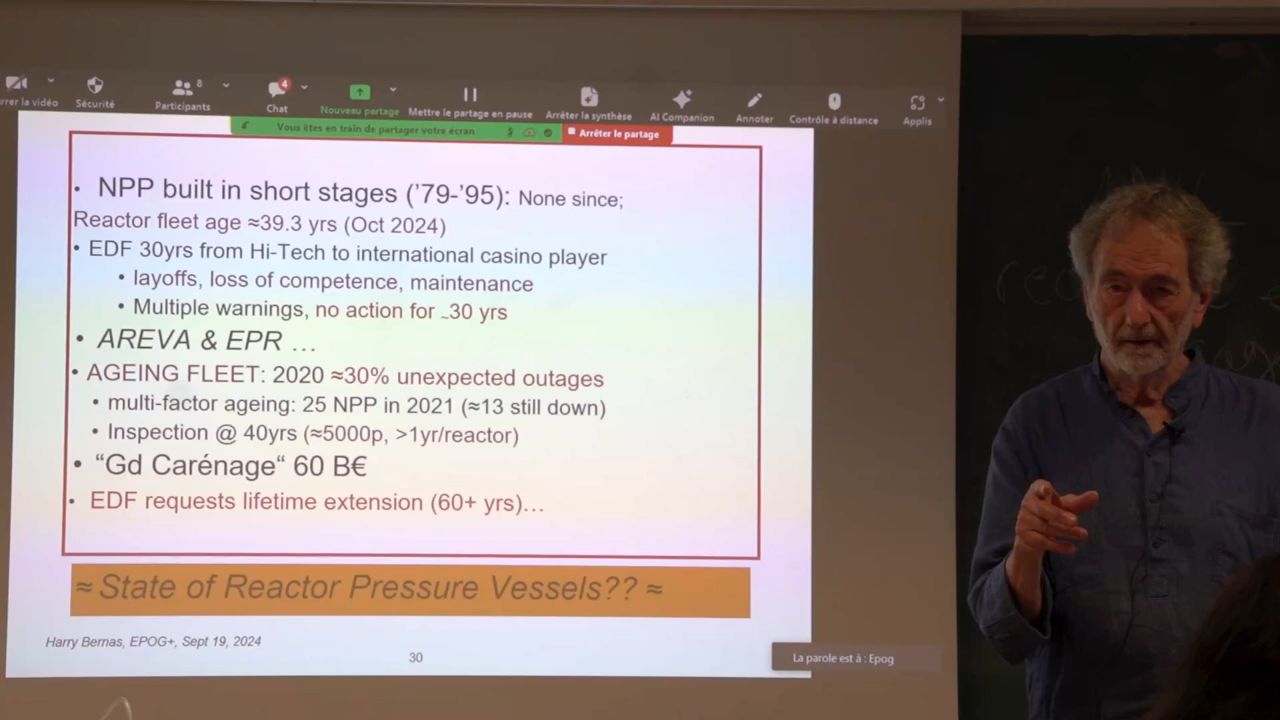 rrer la vidéo
Sécurité
Participants
8
Chat
4
Nouveau partage
Mettre le partage en pause
Arrêter la synthèse
AI Companion
Annoter
Contrôle à distance
Applis
Vous êtes en train de partager votre écran
Arrêter le partage
• NPP built in short stages ('79-'95): None since;
Reactor fleet age ≈39.3 yrs (Oct 2024)
• EDF 30yrs from Hi-Tech to international casino player
• layoffs, loss of competence, maintenance
• Multiple warnings, no action for ~30 yrs
• AREVA & EPR …
• AGEING FLEET: 2020 ≈30% unexpected outages
• multi-factor ageing: 25 NPP in 2021 (≈13 still down)
• Inspection @ 40yrs (≈5000p, >1yr/reactor)
• “Gd Carénage“ 60 B€
• EDF requests lifetime extension (60+ yrs)…
≈ State of Reactor Pressure Vessels?? ≈
Harry Bernas, EPOG+, Sept 19, 2024
30
La parole est à : Epog